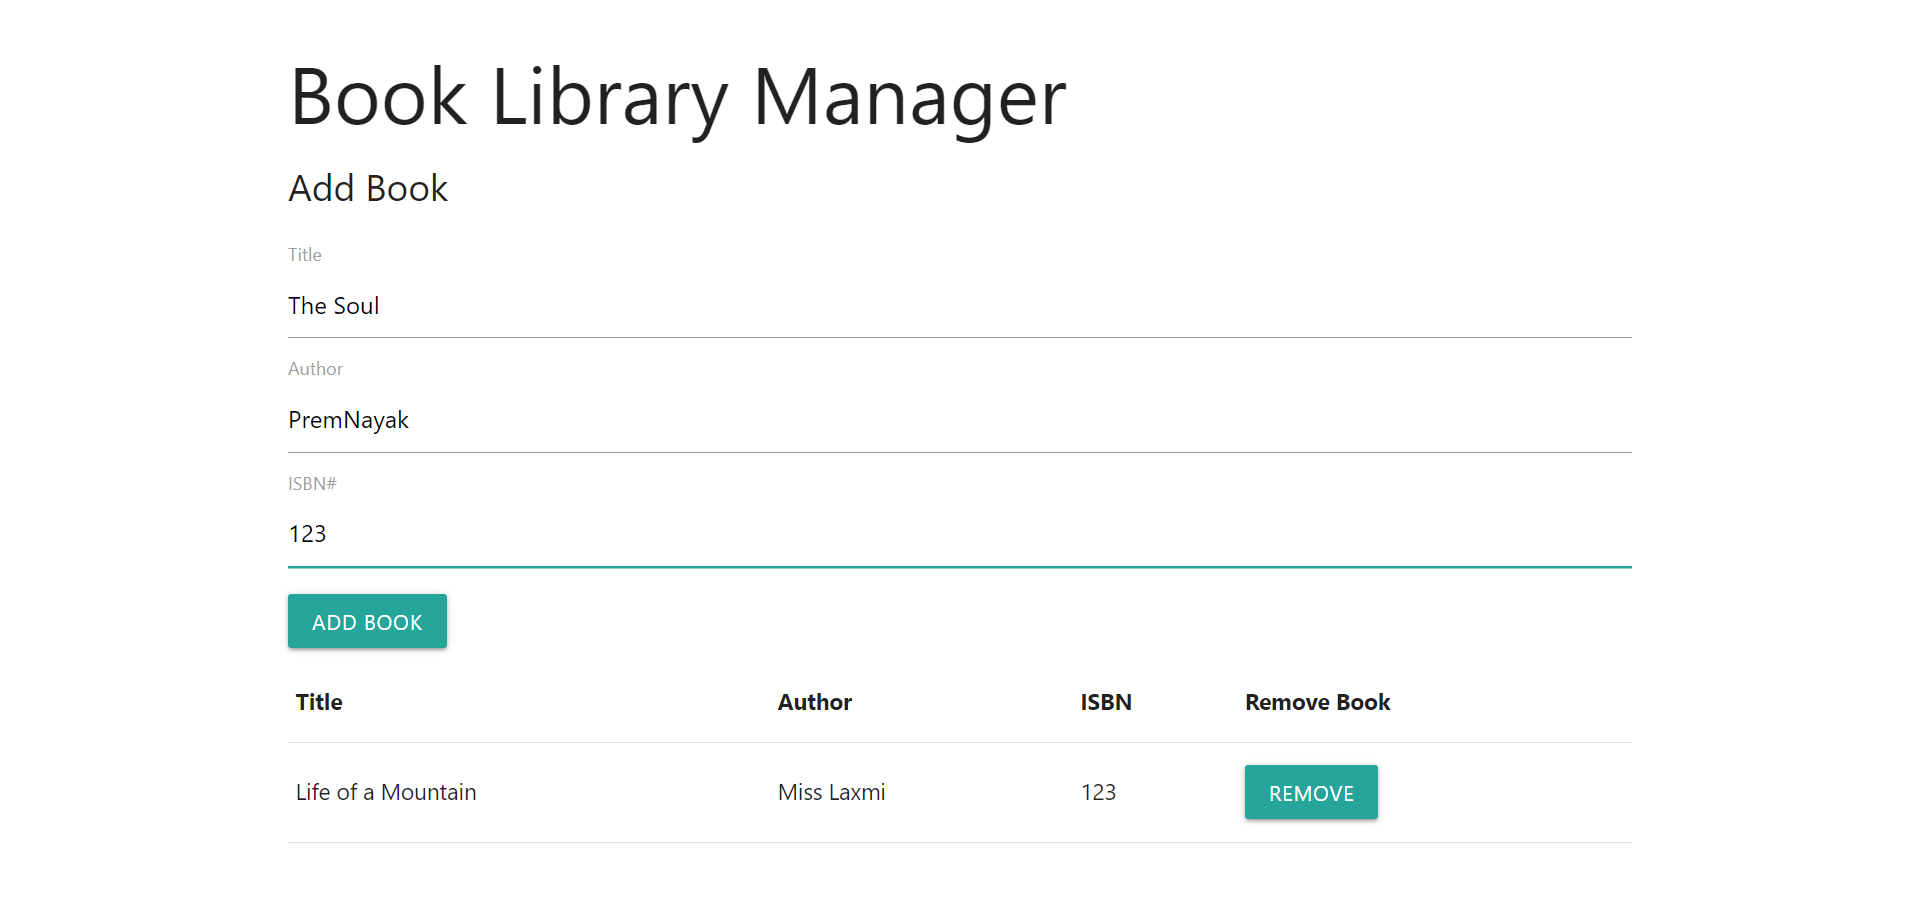 Book Library Manager
Add Book
Title
The Soul
Author
PremNayak
ISBN#
123
ADD BOOK
Title Author ISBN Remove Book
Life of a Mountain Miss Laxmi 123 REMOVE